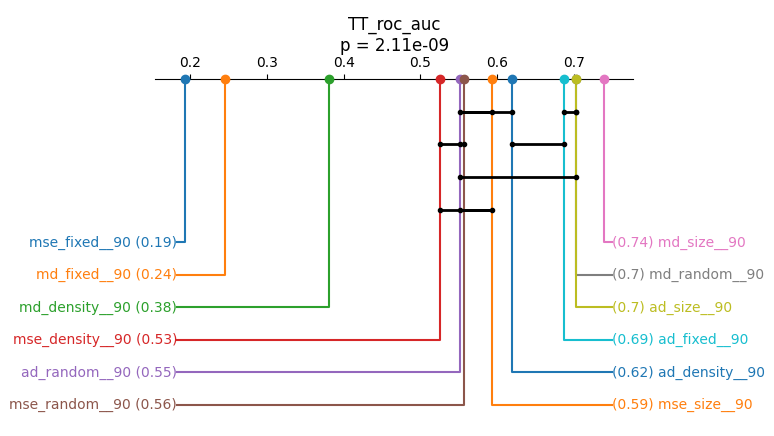 TT_roc_auc
p = 2.11e-09
0.2 0.3 0.4 0.5 0.6 0.7
mse_fixed__90 (0.19)
(0.74) md_size__90
md_fixed__90 (0.24)
(0.7) md_random__90
md_density__90 (0.38)
(0.7) ad_size__90
mse_density__90 (0.53)
(0.69) ad_fixed__90
ad_random__90 (0.55)
(0.62) ad_density__90
mse_random__90 (0.56)
(0.59) mse_size__90